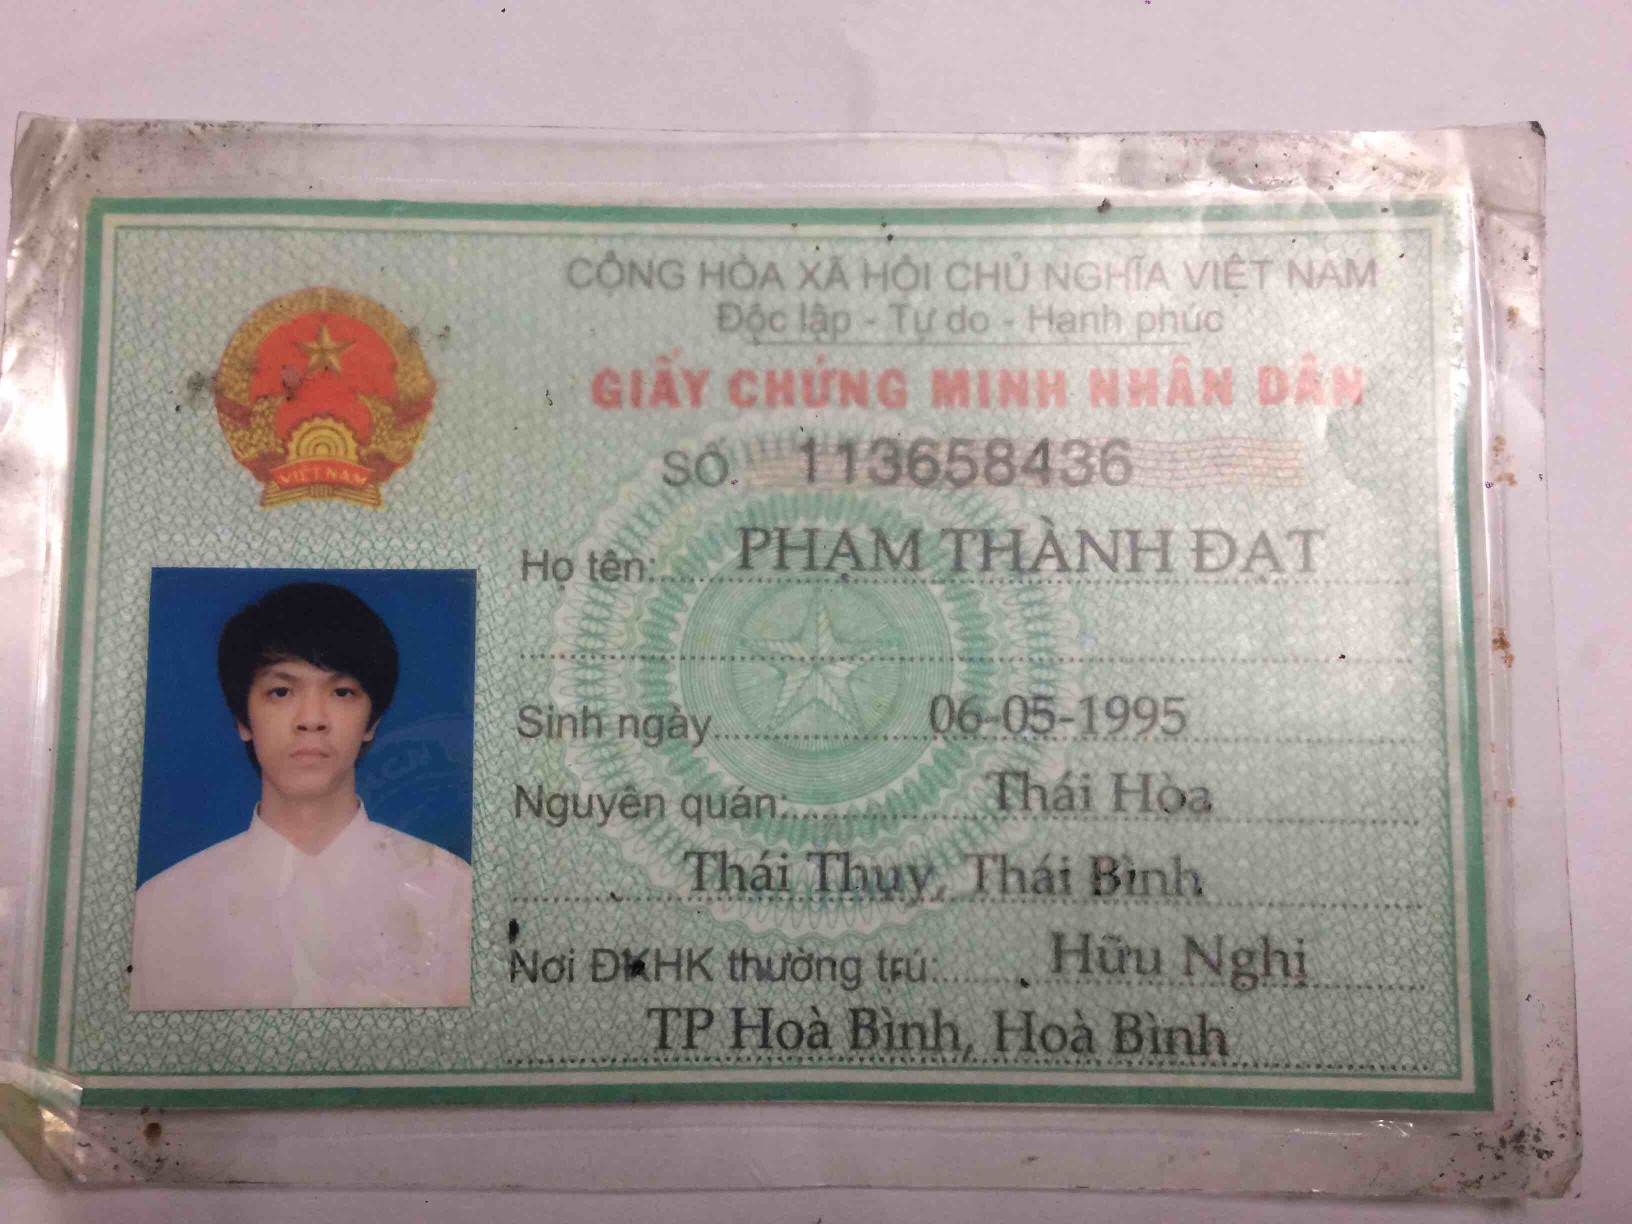 CỘNG HÒA XÃ HỘI CHỦ NGHĨA VIỆT NAM
Độc lập - Tự do - Hạnh phúc
GIẤY CHỨNG MINH NHÂN DÂN
SỐ 113658436
VIỆT NAM
Họ tên: PHẠM THÀNH ĐẠT
Sinh ngày 06-05-1995
Nguyên quán: Thái Hòa
Thái Thụy, Thái Bình
Nơi ĐKHK thường trú: Hữu Nghị
TP Hoà Bình, Hoà Bình